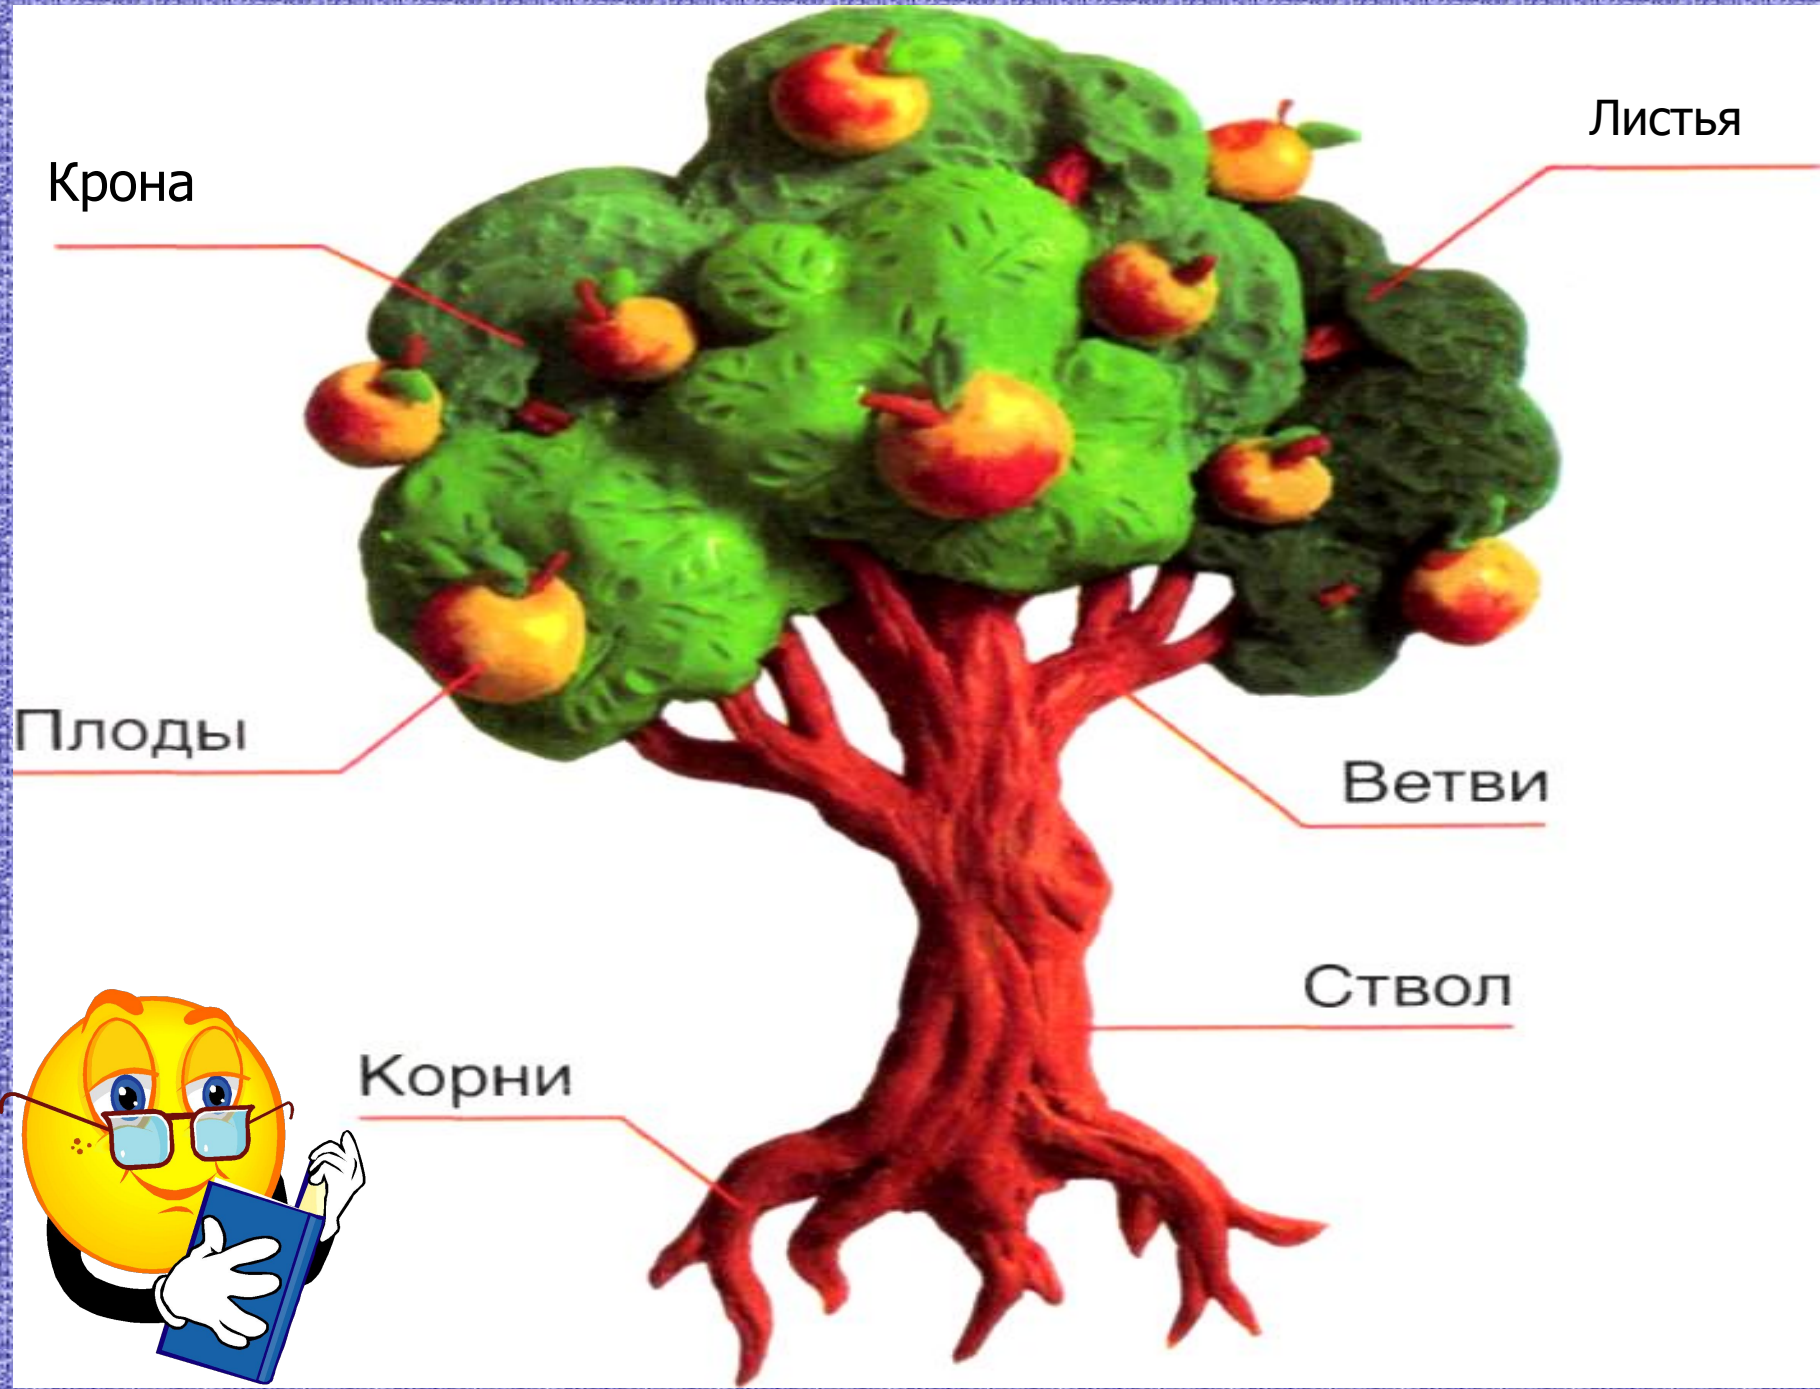 Листья
Крона
Плоды
Ветви
Ствол
Корни